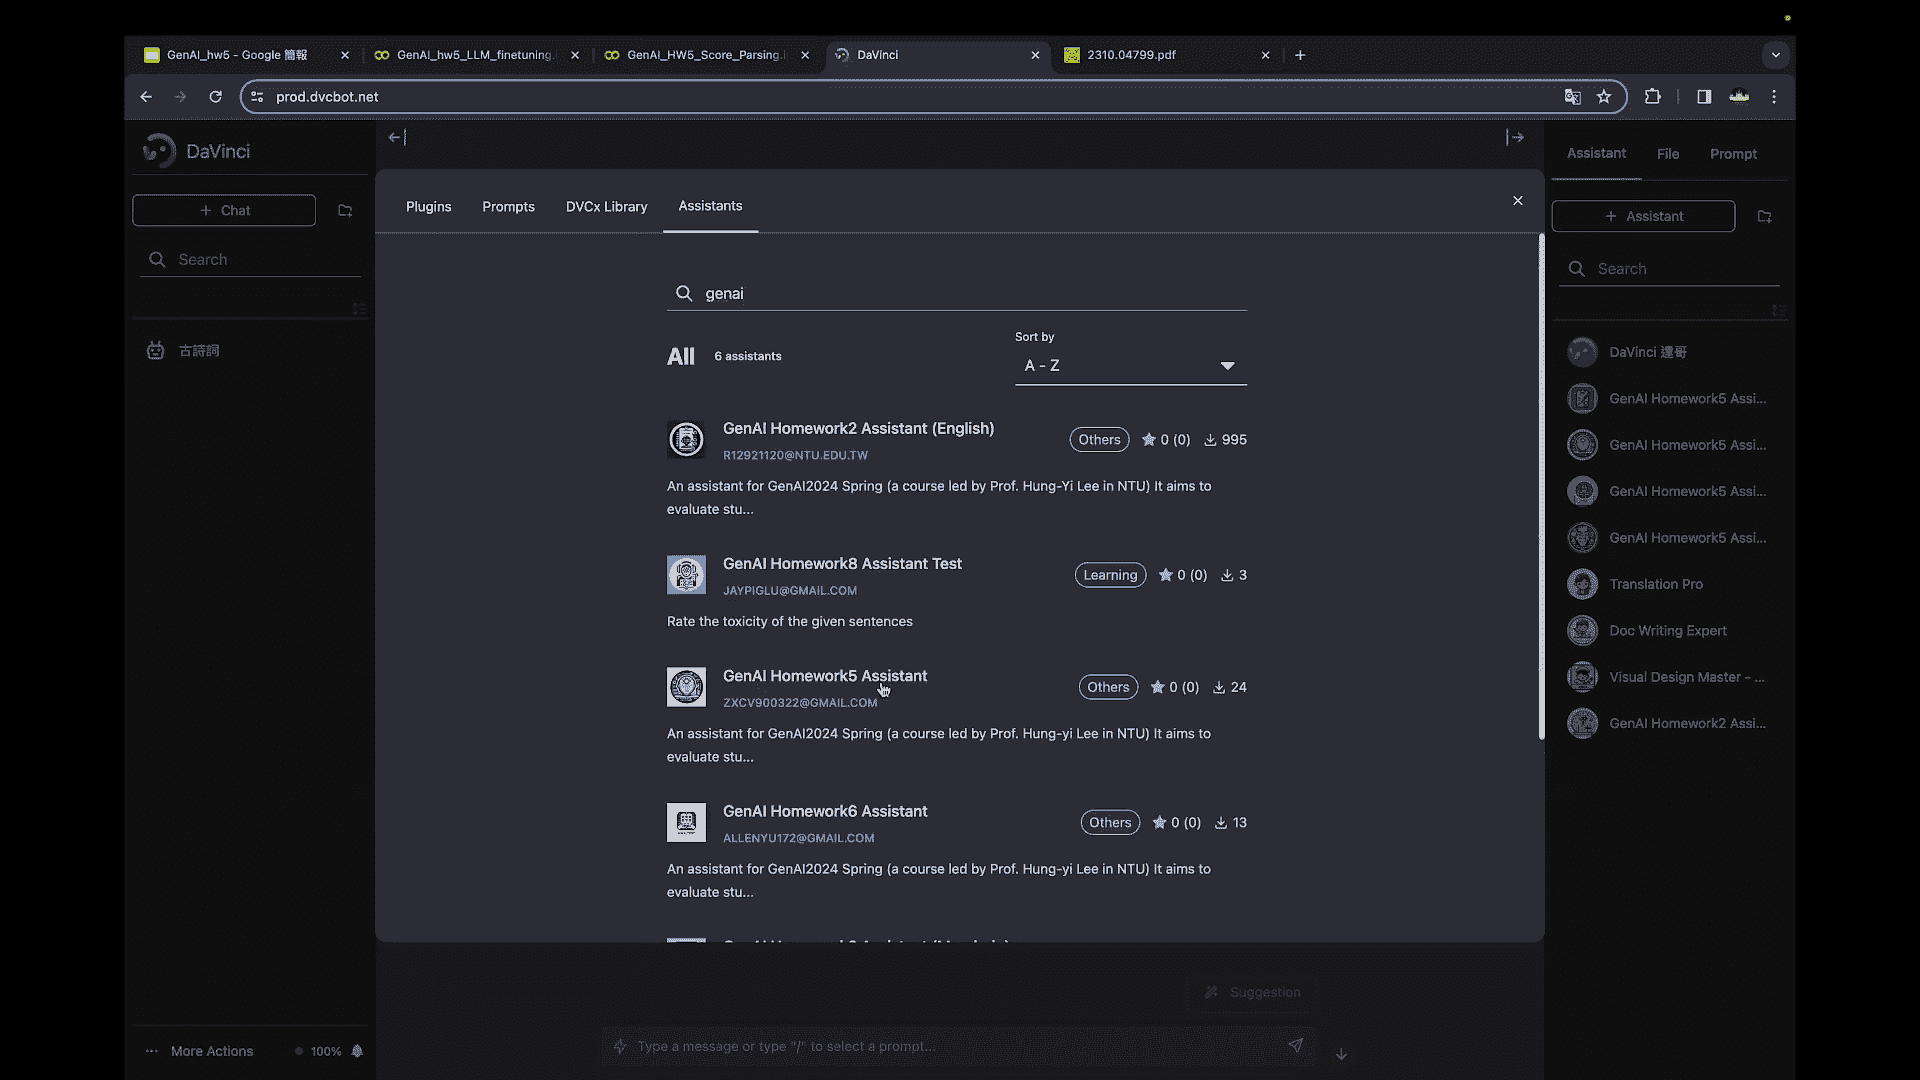 GenAI_hw5 - Google 簡報
GenAI_hw5_LLM_finetuning.
GenAI_HW5_Score_Parsing.i
DaVinci
2310.04799.pdf
prod.dvcbot.net
DaVinci
Chat
Search
古詩詞
More Actions
100%
Plugins
Prompts
DVCx Library
Assistants
genai
All
6 assistants
Sort by
A - Z
GenAI Homework2 Assistant (English)
R12921120@NTU.EDU.TW
Others
0 (0)
995
An assistant for GenAI2024 Spring (a course led by Prof. Hung-Yi Lee in NTU) It aims to
evaluate stu...
GenAI Homework8 Assistant Test
JAYPIGLU@GMAIL.COM
Learning
0 (0)
3
Rate the toxicity of the given sentences
GenAI Homework5 Assistant
ZXCV900322@GMAIL.COM
Others
0 (0)
24
An assistant for GenAI2024 Spring (a course led by Prof. Hung-yi Lee in NTU) It aims to
evaluate stu...
GenAI Homework6 Assistant
ALLENYU172@GMAIL.COM
Others
0 (0)
13
An assistant for GenAI2024 Spring (a course led by Prof. Hung-yi Lee in NTU) It aims to
evaluate stu...
Suggestion
Type a message or type "/" to select a prompt...
Assistant
File
Prompt
Assistant
Search
DaVinci 達哥
GenAI Homework5 Assi...
GenAI Homework5 Assi...
GenAI Homework5 Assi...
GenAI Homework5 Assi...
Translation Pro
Doc Writing Expert
Visual Design Master - ...
GenAI Homework2 Assi...